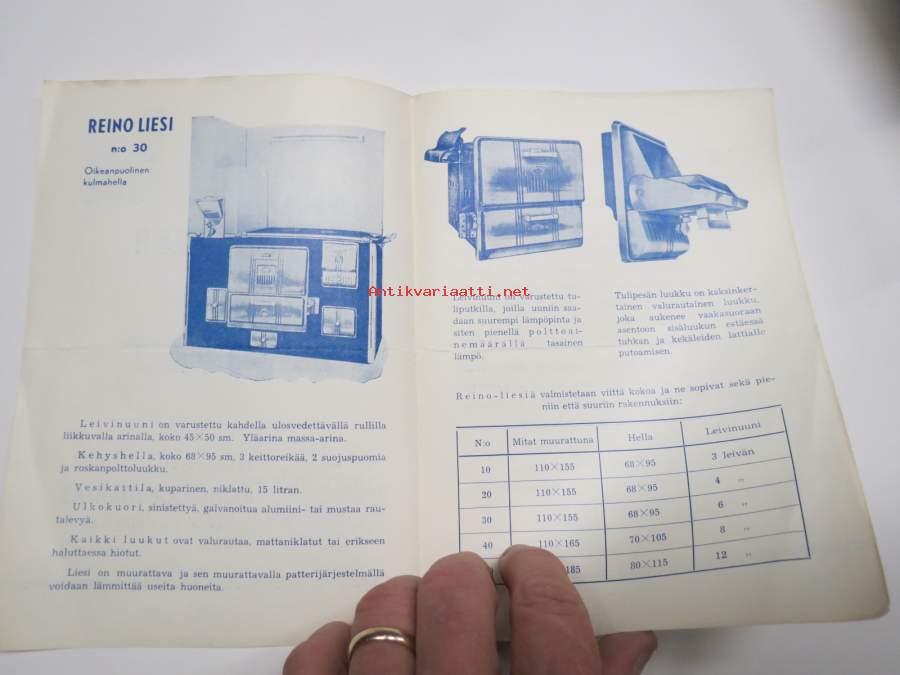 REINO LIESI
n:o 30
Oikeanpuolinen
kulmahella
Leivinuuni on varustettu kahdella ulosvedettävällä rullilla
liikkuvalla arinalla, koko 45×50 sm. Yläarina massa-arina.
Kehyshella, koko 68×95 sm, 3 keittoreikää, 2 suojuspuomia
ja roskanpolttoluukku.
Vesikattila, kuparinen, niklattu, 15 litran.
Ulkokuori, sinistettyä, galvanoitua alumiini- tai mustaa rau-
talevyä.
Kaikki luukut ovat valurautaa, mattaniklatut tai erikseen
haluttaessa hiotut.
Liesi on muurattava ja sen muurattavalla patterijärjestelmällä
voidaan lämmittää useita huoneita.
Antikvariaatti.net
Leivinuuni on varustettu tu-
liputkilla, joilla uuniin saa-
daan suurempi lämpöpinta ja
siten pienellä polttoai-
nemäärällä tasainen
lämpö.
Tulipesän luukku on kaksinker-
tainen valurautainen luukku,
joka aukenee vaakasuoraan
asentoon sisäluukun estäessä
tuhkan ja kekäleiden lattialle
putoamisen.
Reino-liesiä valmistetaan viittä kokoa ja ne sopivat sekä pie-
niin että suuriin rakennuksiin:
N:o Mitat muurattuna Hella Leivinuuni
10 110×155 68×95 3 leivän
20 110×155 68×95 4 „
30 110×155 68×95 6 „
40 110×165 70×105 8 „
185 80×115 12 „